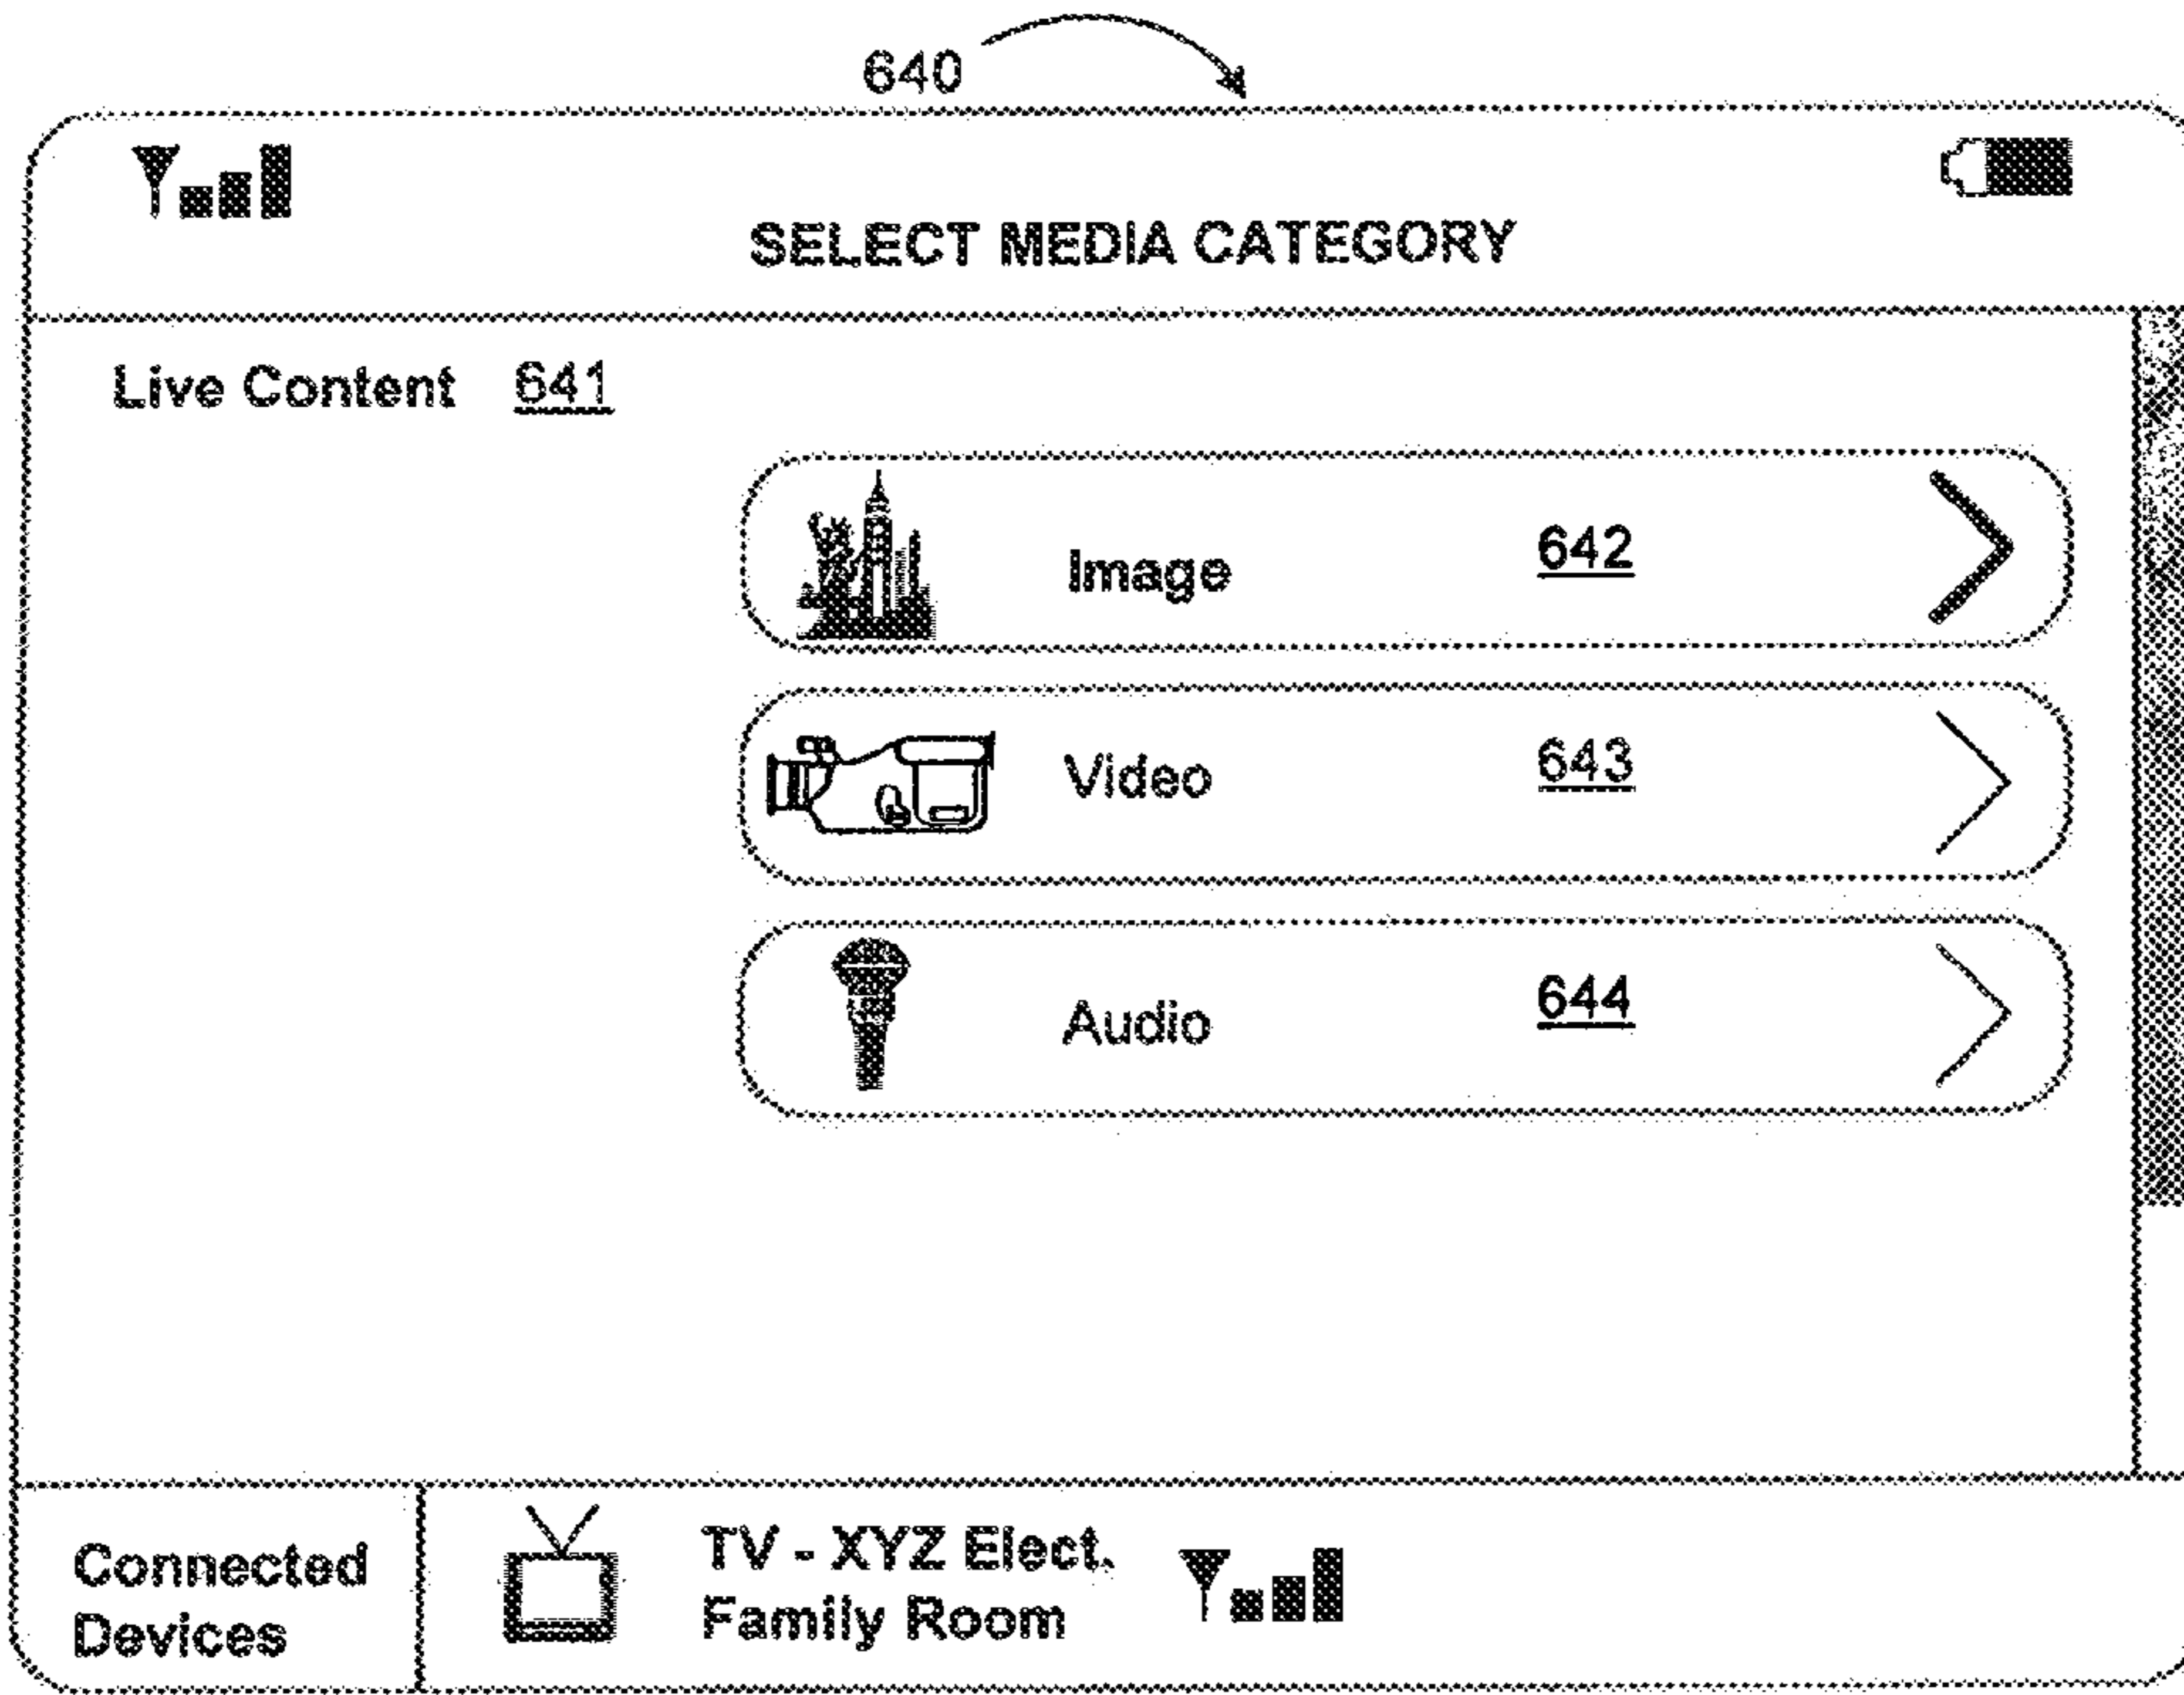 640
SELECT MEDIA CATEGORY
Live Content 641
Image 642
Video 643
Audio 644
Connected
Devices
TV - XYZ Elect.
Family Room